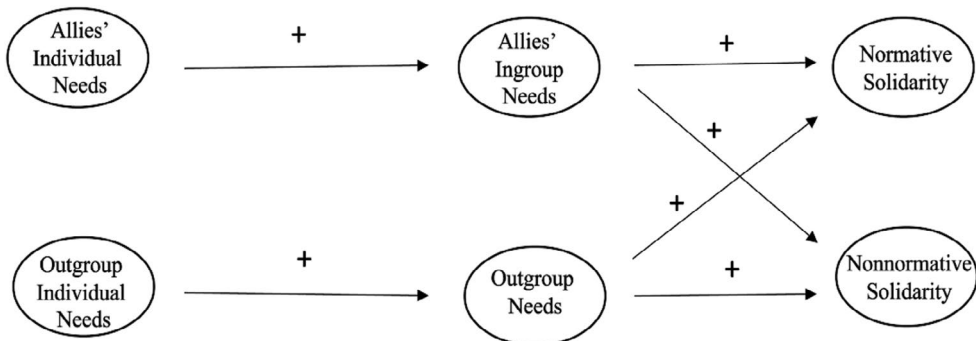 Allies’
Individual
Needs
+
Allies’
Ingroup
Needs
+
Normative
Solidarity
+
+
Outgroup
Individual
Needs
+
Outgroup
Needs
+
Nonnormative
Solidarity